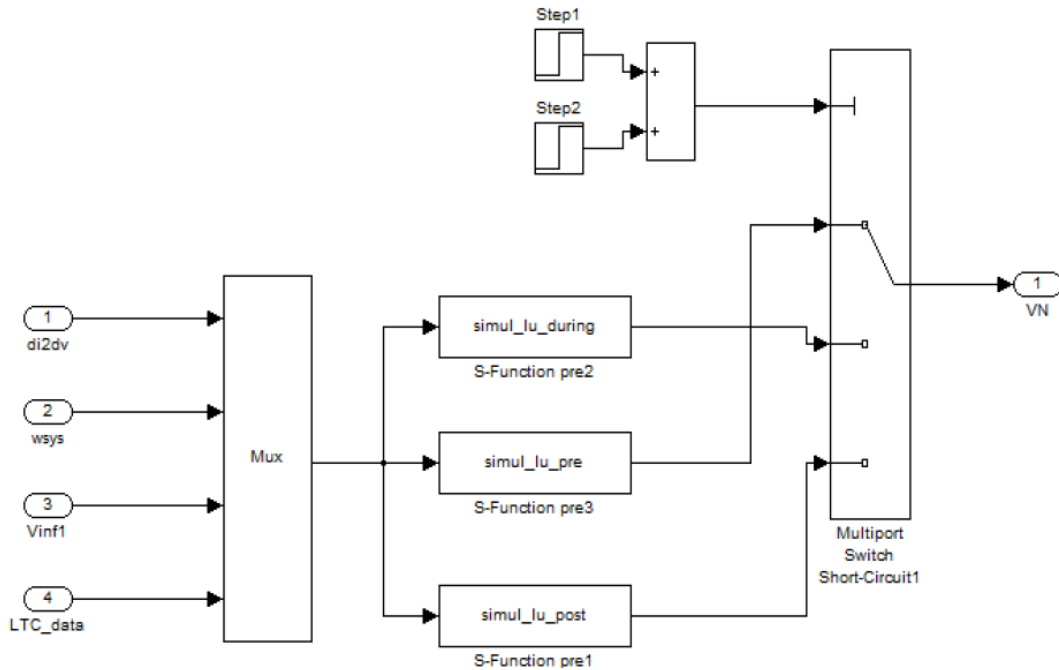 Step1
+
Step2
+
1
di2dv
2
wsys
3
Vinf1
4
LTC_data
Mux
simul_lu_during
S-Function pre2
simul_lu_pre
S-Function pre3
simul_lu_post
S-Function pre1
Multiport
Switch
Short-Circuit1
1
VN